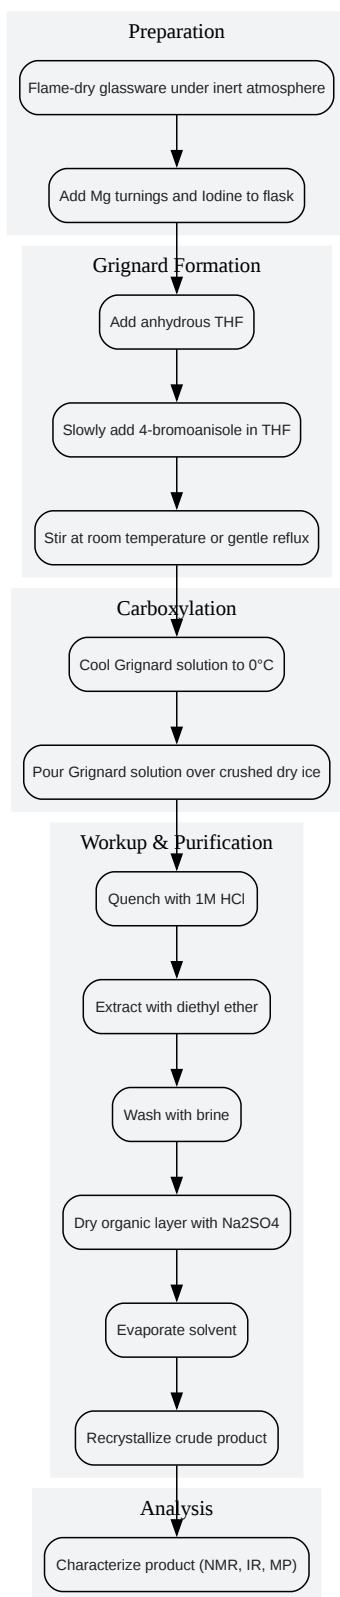 Preparation
Flame-dry glassware under inert atmosphere
Add Mg turnings and Iodine to flask
Grignard Formation
Add anhydrous THF
Slowly add 4-bromoanisole in THF
Stir at room temperature or gentle reflux
Carboxylation
Cool Grignard solution to 0°C
Pour Grignard solution over crushed dry ice
Workup & Purification
Quench with 1M HCl
Extract with diethyl ether
Wash with brine
Dry organic layer with Na2SO4
Evaporate solvent
Recrystallize crude product
Analysis
Characterize product (NMR, IR, MP)